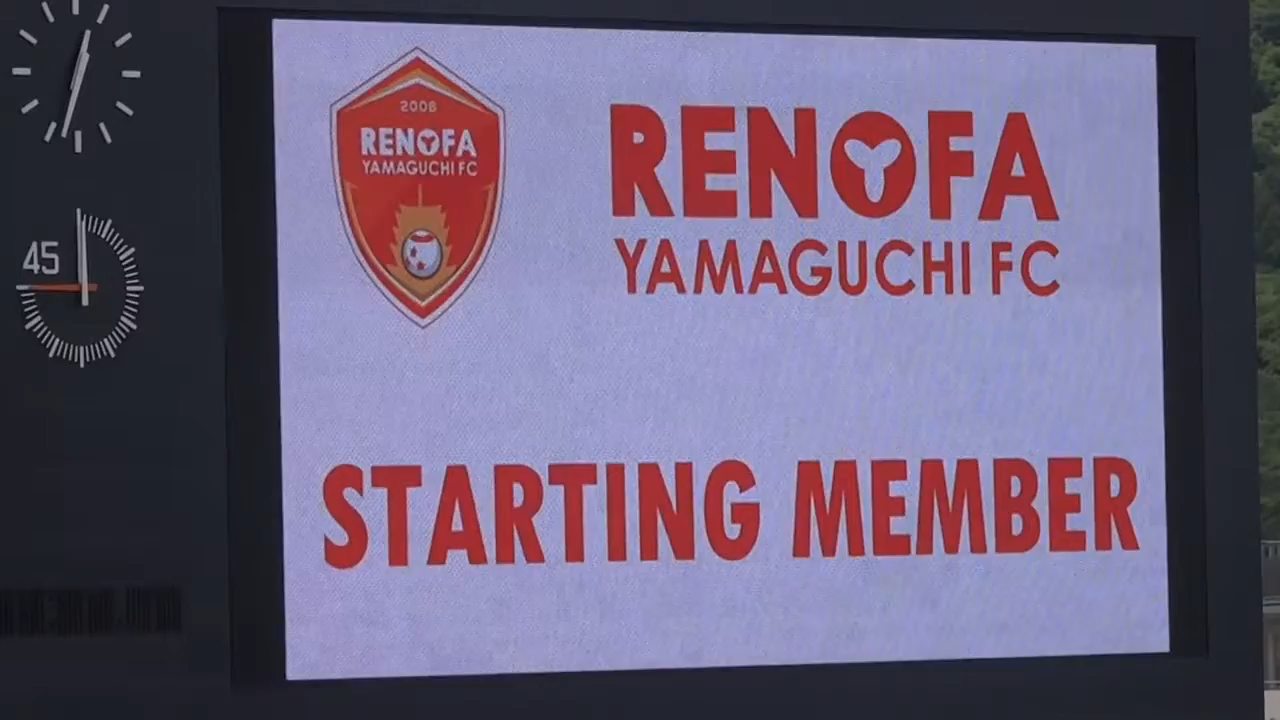 45
2008
RENOFA
YAMAGUCHI FC
RENOFA
YAMAGUCHI FC
STARTING MEMBER